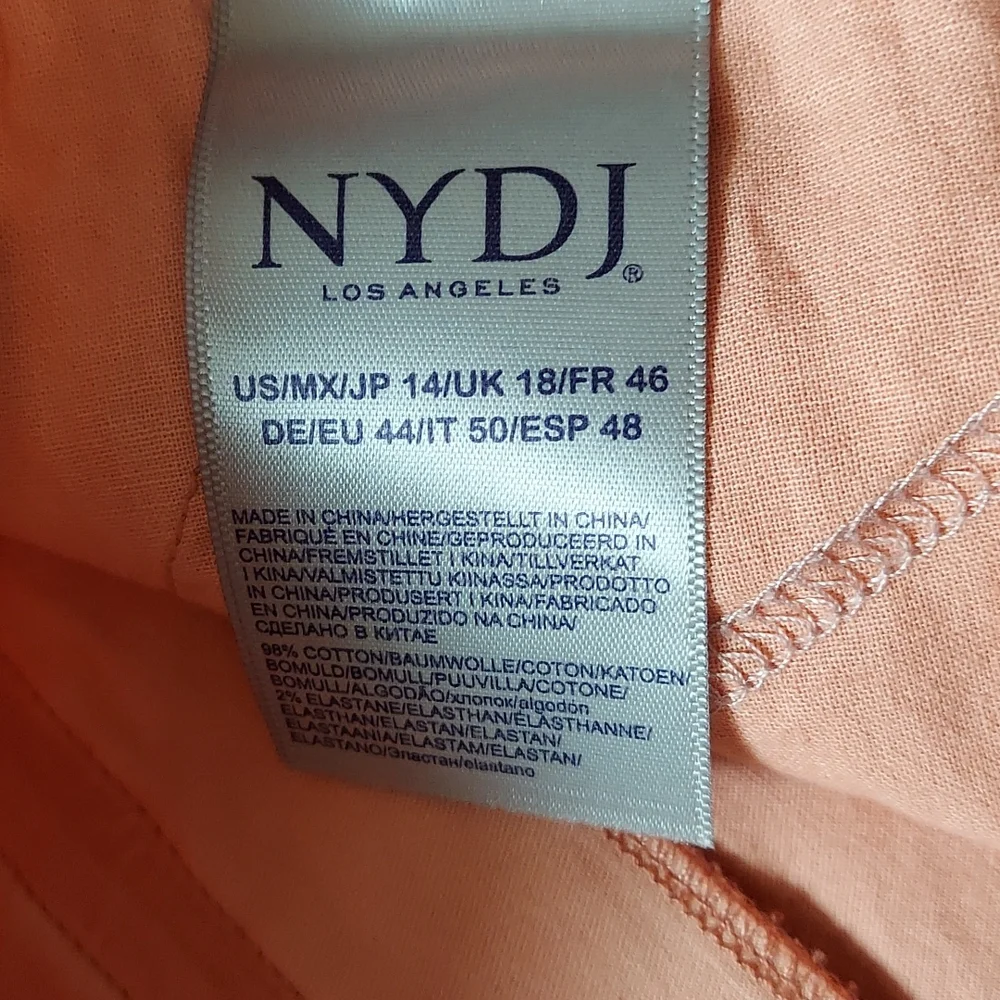 NYDJ®
LOS ANGELES
US/MX/JP 14/UK 18/FR 46
DE/EU 44/IT 50/ESP 48
MADE IN CHINA/HERGESTELLT IN CHINA/
FABRIQUÉ EN CHINE/GEPRODUCEERD IN
CHINA/FREMSTILLET I KINA/TILLVERKAT
I KINA/VALMISTETTU KIINASSA/PRODOTTO
IN CHINA/PRODUSERT I KINA/FABRICADO
EN CHINA/PRODUZIDO NA CHINA/
СДЕЛАНО В КИТАЕ
98% COTTON/BAUMWOLLE/COTON/KATOEN/
BOMULD/BOMULL/PUUVILLA/COTONE/
BOMULL/ALGODÃO/хлопок/algodón
2% ELASTANE/ELASTHAN/ÉLASTHANNE/
ELASTHAN/ELASTAN/ELASTAN/
ELASTAANIA/ELASTAM/ELASTAN/
ELASTANO/Эластан/elastano